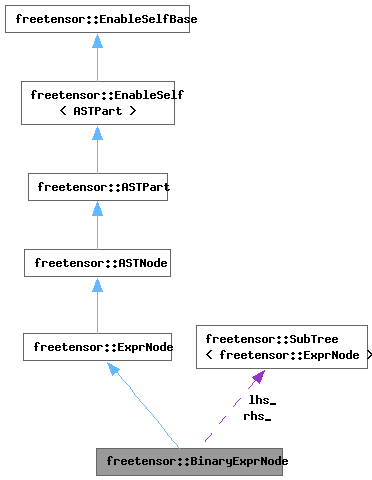 freetensor::EnableSelfBase
freetensor::EnableSelf
< ASTPart >
freetensor::ASTPart
freetensor::ASTNode
freetensor::ExprNode
freetensor::SubTree
< freetensor::ExprNode >
lhs_
rhs_
freetensor::BinaryExprNode